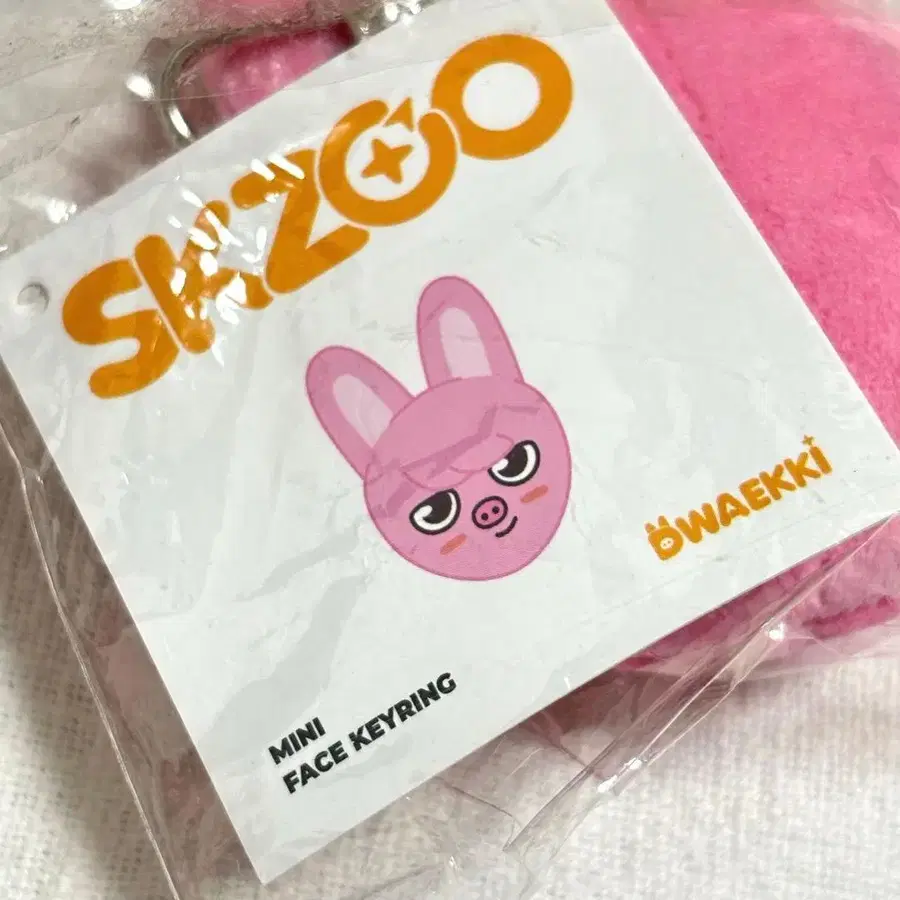 SKZOO
DWAEKKI
MINI
FACE KEYRING